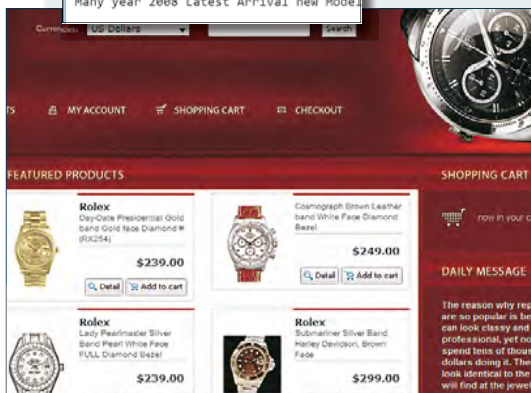 Many year 2008 Latest Arrival new Model
Currencies: US Dollars
Search
TS
MY ACCOUNT
SHOPPING CART
CHECKOUT
FEATURED PRODUCTS
Rolex
Day-Date Presidential Gold
band Gold face Diamond #
(RX254)
$239.00
Detail
Add to cart
Cosmograph Brown Leather
band White Face Diamond
Bezel
$249.00
Detail
Add to cart
Rolex
Lady Pearlmaster Silver
Band Pearl White Face
FULL Diamond Bezel
$239.00
Rolex
Submariner Silver Band
Harley Davidson, Brown
Face
$299.00
SHOPPING CART
now in your c
DAILY MESSAGE
The reason why rep
are so popular is be
can look classy and
professional, yet no
spend tens of thous
dollars doing it. The
look identical to the
will find at the jewel